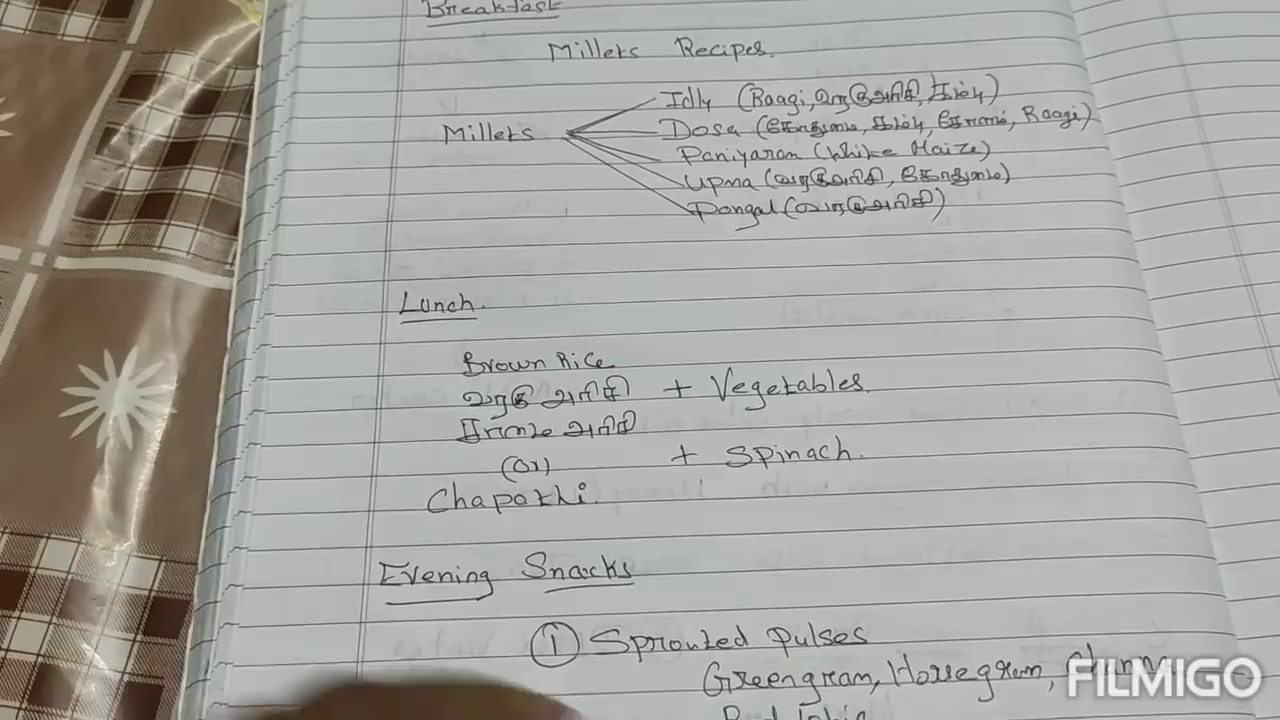 Breakfast
Millets Recipes.
Millets
Idly (Raagi, வரகுஅரிசி, கம்பு)
Dosa (கோதுமை, கம்பு, சோளம், Raagi)
Paniyaram (White Maize)
Upma (வரகுஅரிசி, கோதுமை)
Pongal (வரகுஅரிசி)
Lunch.
Brown Rice
வரகு அரிசி + Vegetables.
சாமை அரிசி
(Or) + Spinach.
Chapathi.
Evening Snacks
① Sprouted Pulses
Greengram, Horsegram,
FILMIGO